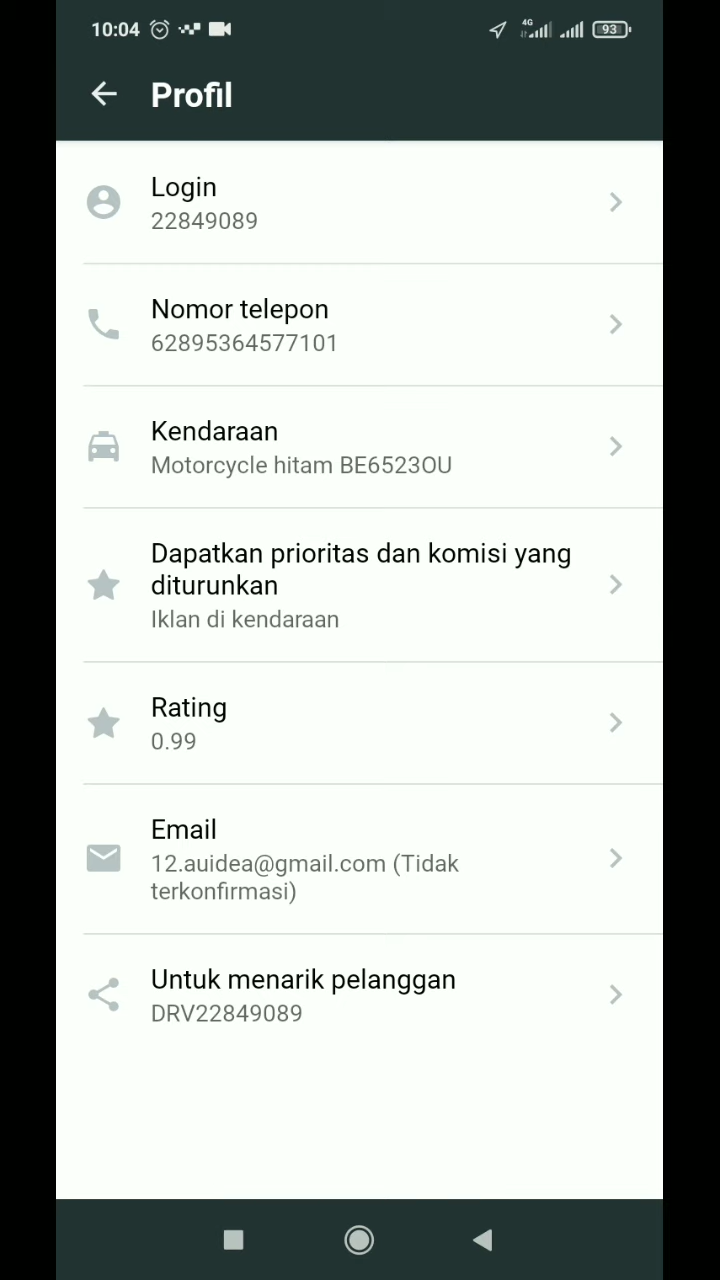 10:04
4G
93
Profil
Login
22849089
Nomor telepon
62895364577101
Kendaraan
Motorcycle hitam BE6523OU
Dapatkan prioritas dan komisi yang
diturunkan
Iklan di kendaraan
Rating
0.99
Email
12.auidea@gmail.com (Tidak
terkonfirmasi)
Untuk menarik pelanggan
DRV22849089